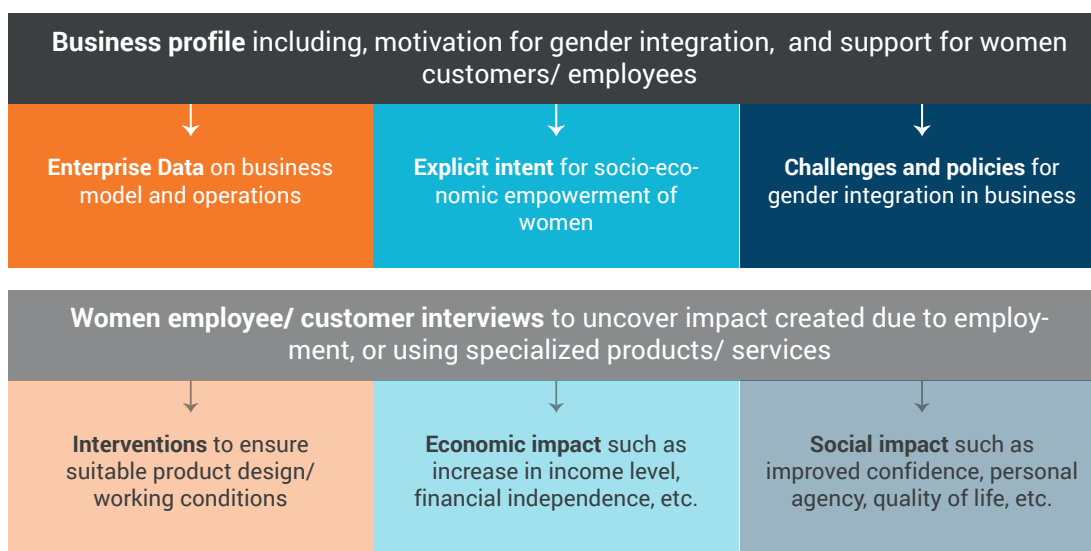 Business profile including, motivation for gender integration, and support for women
customers/ employees
Enterprise Data on business
model and operations
Explicit intent for socio-eco-
nomic empowerment of
women
Challenges and policies for
gender integration in business
Women employee/ customer interviews to uncover impact created due to employ-
ment, or using specialized products/ services
Interventions to ensure
suitable product design/
working conditions
Economic impact such as
increase in income level,
financial independence, etc.
Social impact such as
improved confidence, personal
agency, quality of life, etc.